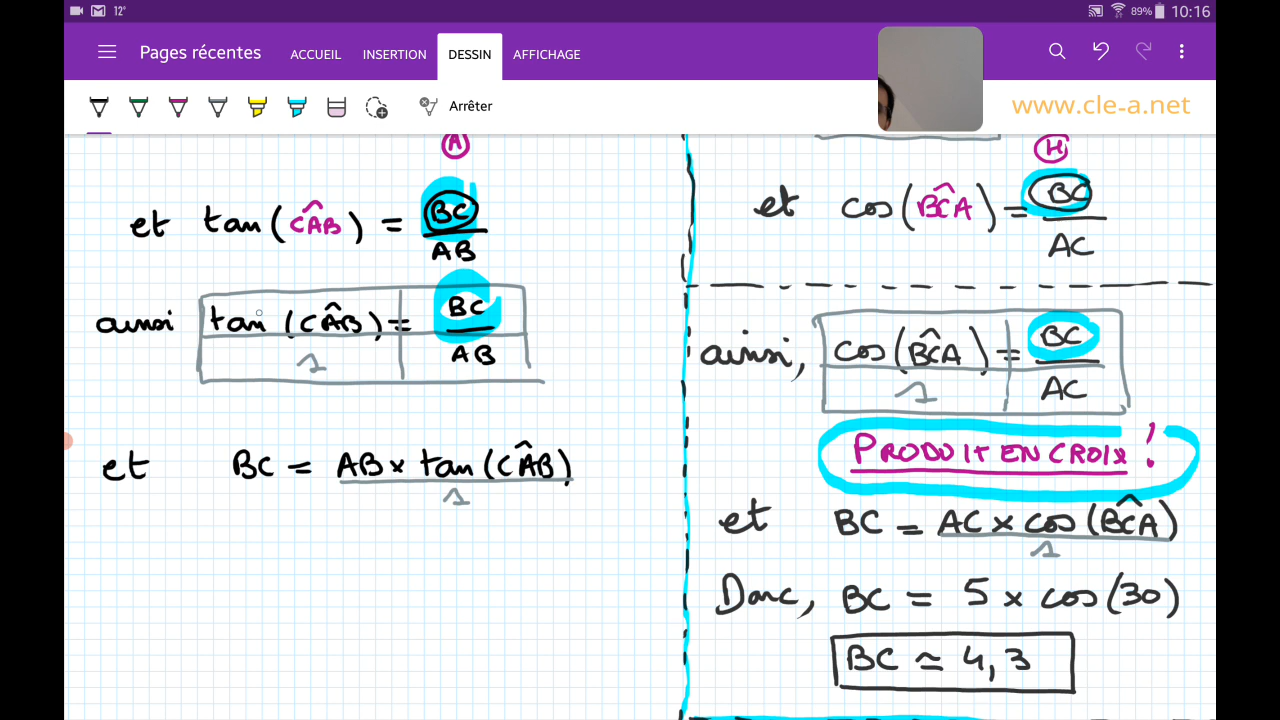 12° 89% 10:16
Pages récentes ACCUEIL INSERTION DESSIN AFFICHAGE
Arrêter
www.cle-a.net
A
et tan(CÂB) = BC/AB
ainsi tan(CÂB) = BC/AB
1
et BC = AB × tan(CÂB)
1
H
et cos(BĈA) = BC/AC
ainsi, cos(BĈA) = BC/AC
1
PRODUIT EN CROIX !
et BC = AC × cos(BĈA)
1
Donc, BC = 5 × cos(30)
BC ≃ 4,3